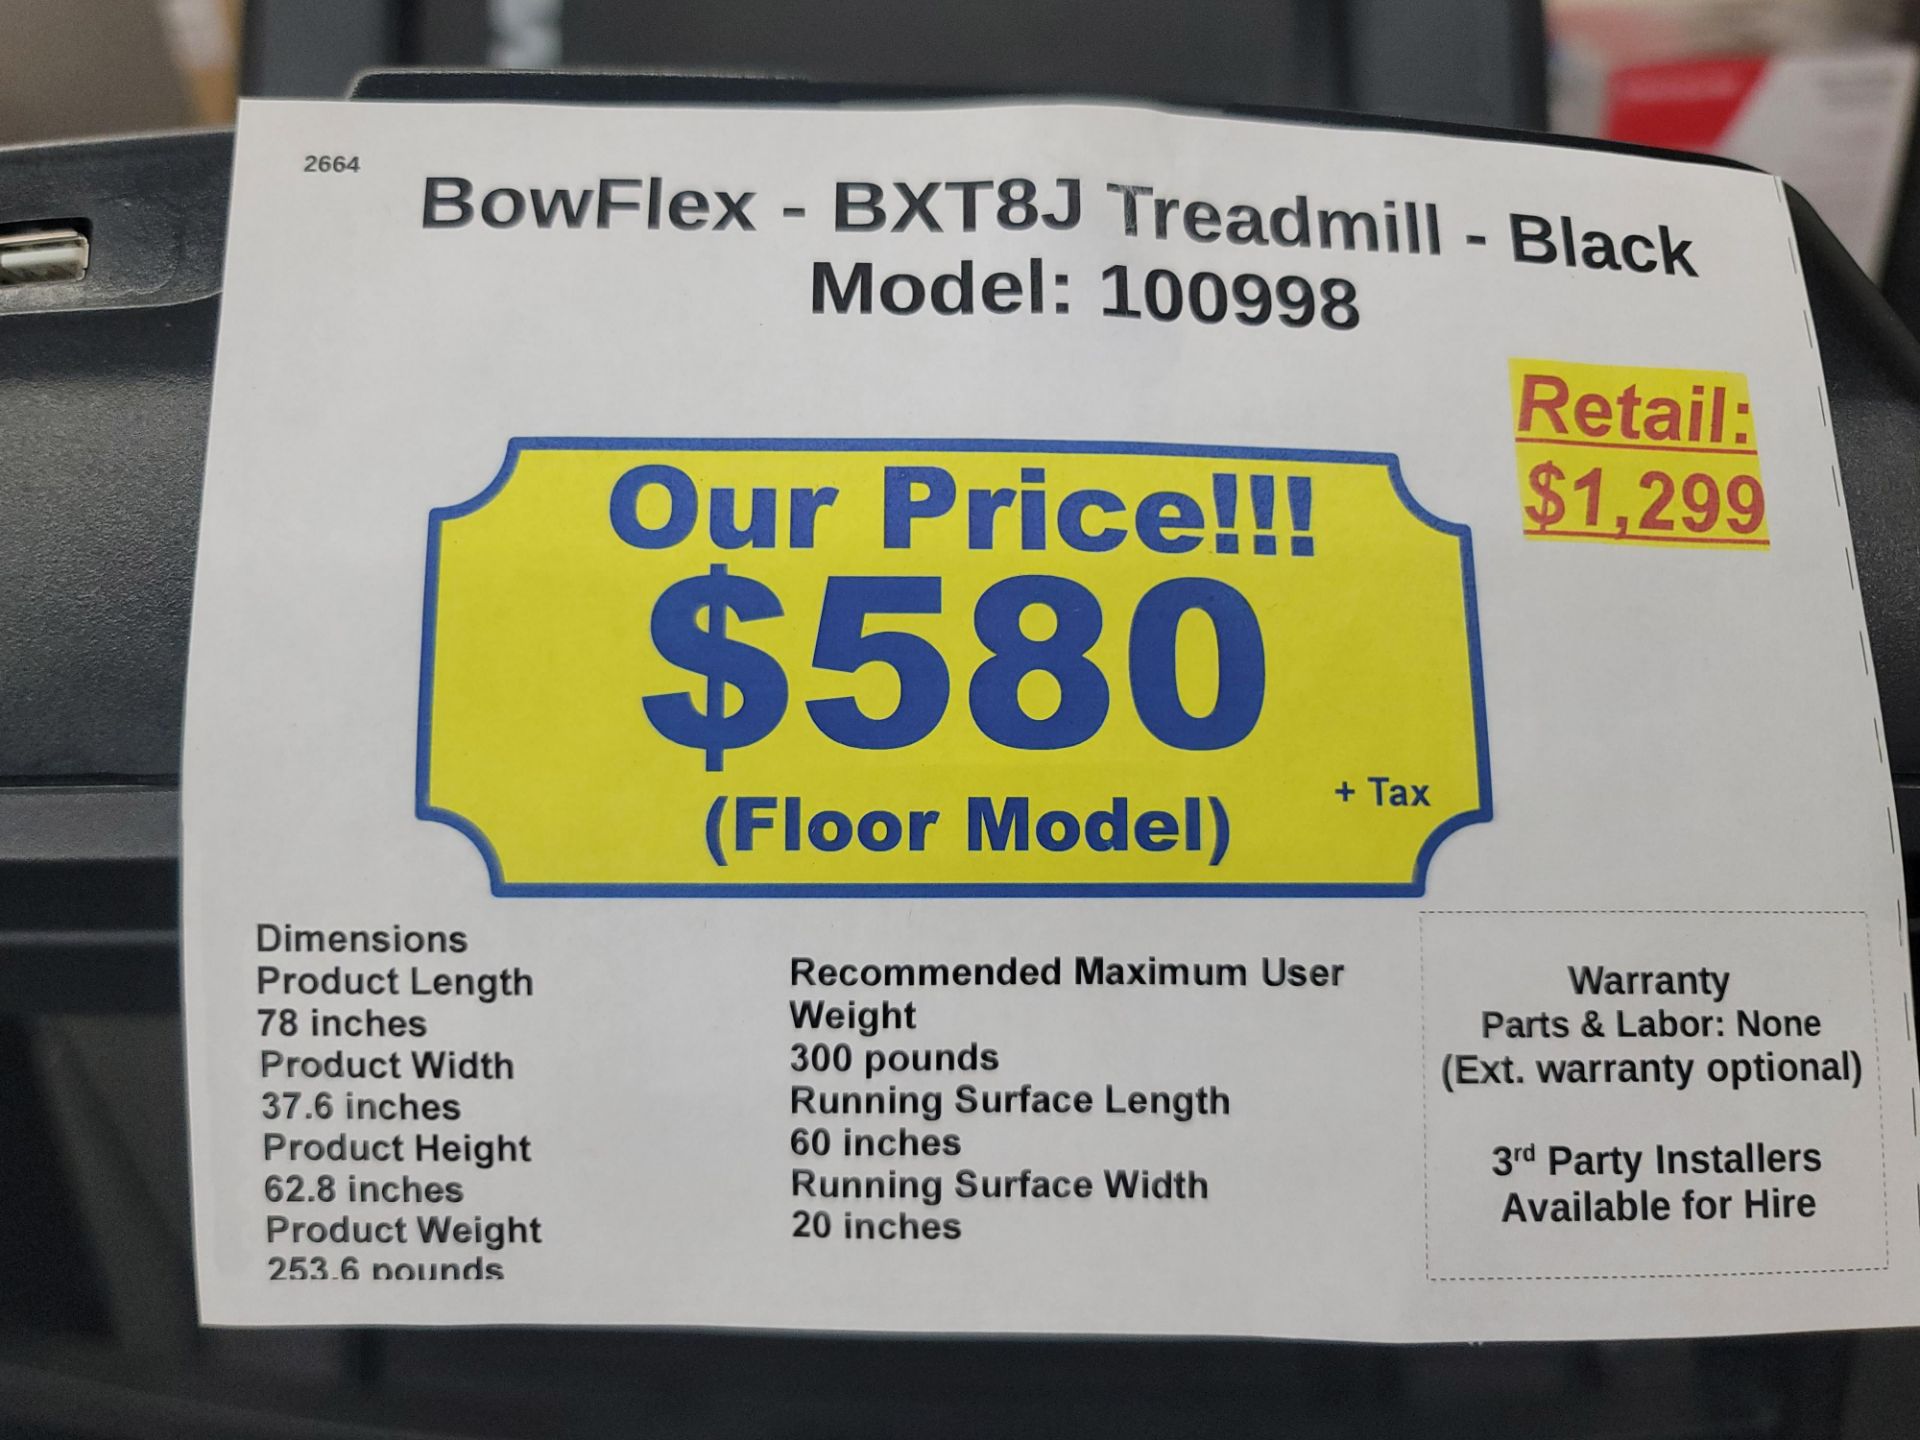 2664
BowFlex - BXT8J Treadmill - Black
Model: 100998
Retail:
$1,299
Our Price!!!
$580
(Floor Model)
+ Tax
Dimensions
Product Length
78 inches
Product Width
37.6 inches
Product Height
62.8 inches
Product Weight
253.6 pounds
Recommended Maximum User
Weight
300 pounds
Running Surface Length
60 inches
Running Surface Width
20 inches
Warranty
Parts & Labor: None
(Ext. warranty optional)
3rd Party Installers
Available for Hire